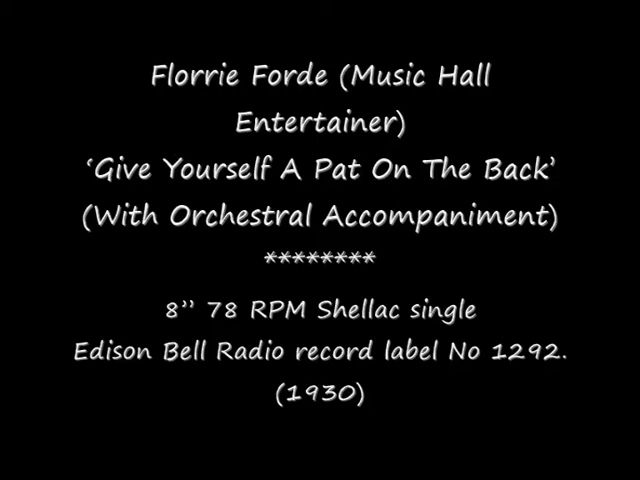 Florrie Forde (Music Hall
Entertainer)
‘Give Yourself A Pat On The Back’
(With Orchestral Accompaniment)
********
8” 78 RPM Shellac single
Edison Bell Radio record label No 1292.
(1930)